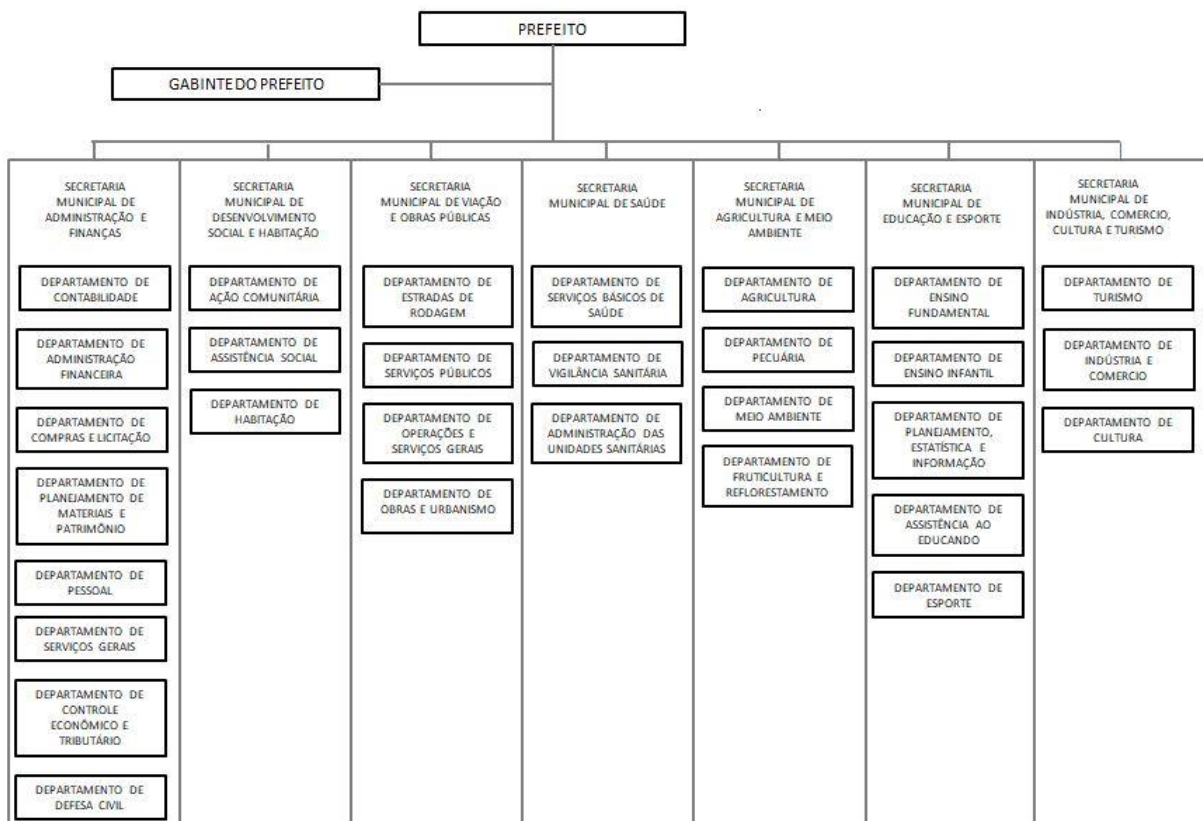 PREFEITO
GABINTE DO PREFEITO
SECRETARIA
MUNICIPAL DE
ADMINISTRAÇÃO E
FINANÇAS
DEPARTAMENTO DE
CONTABILIDADE
DEPARTAMENTO DE
ADMINISTRAÇÃO
FINANCEIRA
DEPARTAMENTO DE
COMPRAS E LICITAÇÃO
DEPARTAMENTO DE
PLANEJAMENTO DE
MATERIAIS E
PATRIMÔNIO
DEPARTAMENTO DE
PESSOAL
DEPARTAMENTO DE
SERVIÇOS GERAIS
DEPARTAMENTO DE
CONTROLE
ECONÔMICO E
TRIBUTÁRIO
DEPARTAMENTO DE
DEFESA CIVIL
SECRETARIA
MUNICIPAL DE
DESENVOLVIMENTO
SOCIAL E HABITAÇÃO
DEPARTAMENTO DE
AÇÃO COMUNITÁRIA
DEPARTAMENTO DE
ASSISTÊNCIA SOCIAL
DEPARTAMENTO DE
HABITAÇÃO
SECRETARIA
MUNICIPAL DE VIAÇÃO
E OBRAS PÚBLICAS
DEPARTAMENTO DE
ESTRADAS DE
RODAGEM
DEPARTAMENTO DE
SERVIÇOS PÚBLICOS
DEPARTAMENTO DE
OPERAÇÕES E
SERVIÇOS GERAIS
DEPARTAMENTO DE
OBRAS E URBANISMO
SECRETARIA
MUNICIPAL DE SAÚDE
DEPARTAMENTO DE
SERVIÇOS BÁSICOS DE
SAÚDE
DEPARTAMENTO DE
VIGILÂNCIA SANITÁRIA
DEPARTAMENTO DE
ADMINISTRAÇÃO DAS
UNIDADES SANITÁRIAS
SECRETARIA
MUNICIPAL DE
AGRICULTURA E MEIO
AMBIENTE
DEPARTAMENTO DE
AGRICULTURA
DEPARTAMENTO DE
PECUÁRIA
DEPARTAMENTO DE
MEIO AMBIENTE
DEPARTAMENTO DE
FRUTICULTURA E
REFLORESTAMENTO
SECRETARIA
MUNICIPAL DE
EDUCAÇÃO E ESPORTE
DEPARTAMENTO DE
ENSINO
FUNDAMENTAL
DEPARTAMENTO DE
ENSINO INFANTIL
DEPARTAMENTO DE
PLANEJAMENTO,
ESTATÍSTICA E
INFORMAÇÃO
DEPARTAMENTO DE
ASSISTÊNCIA AO
EDUCANDO
DEPARTAMENTO DE
ESPORTE
SECRETARIA
MUNICIPAL DE
INDÚSTRIA, COMERCIO,
CULTURA E TURISMO
DEPARTAMENTO DE
TURISMO
DEPARTAMENTO DE
INDÚSTRIA E
COMERCIO
DEPARTAMENTO DE
CULTURA